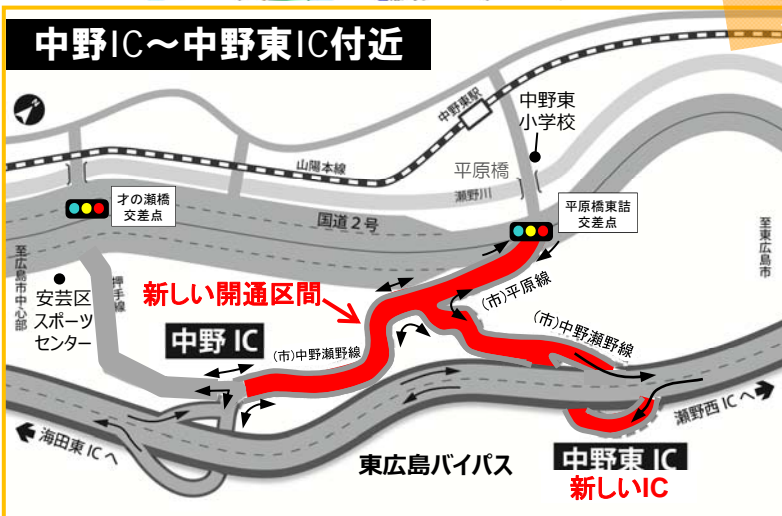 中野IC～中野東IC付近
N
中野東駅
中野東
小学校
山陽本線
平原橋
瀬野川
才の瀬橋
交差点
国道2号
平原橋東詰
交差点
至広島市中心部
至東広島市
安芸区
スポーツ
センター
押手線
新しい開通区間
(市)平原線
中野 IC
(市)中野瀬野線
(市)中野瀬野線
海田東 IC へ
瀬野西 IC へ
東広島バイパス
中野東 IC
新しいIC